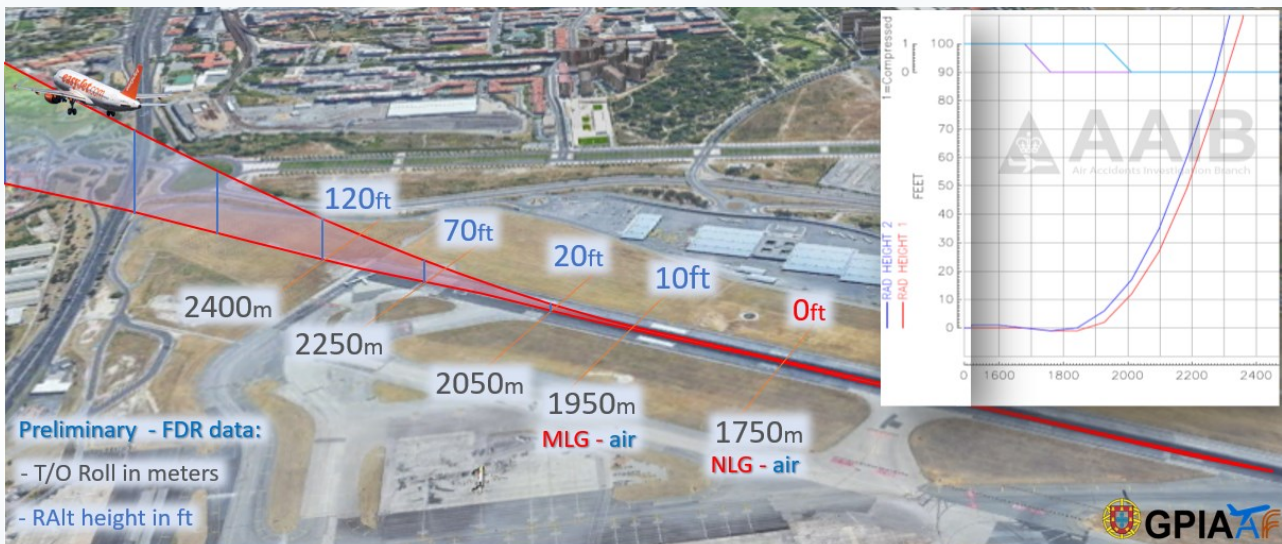 easyJet.com
120ft
70ft
20ft
10ft
0ft
2400m
2250m
2050m
1950m
MLG - air
1750m
NLG - air
Preliminary - FDR data:
- T/O Roll in meters
- RAlt height in ft
1=Compressed
1
0
FEET
RAD HEIGHT 2
RAD HEIGHT 1
100
90
80
70
60
50
40
30
20
10
0
0 1600 1800 2000 2200 2400
AAIB
Air Accidents Investigation Branch
GPIAAF